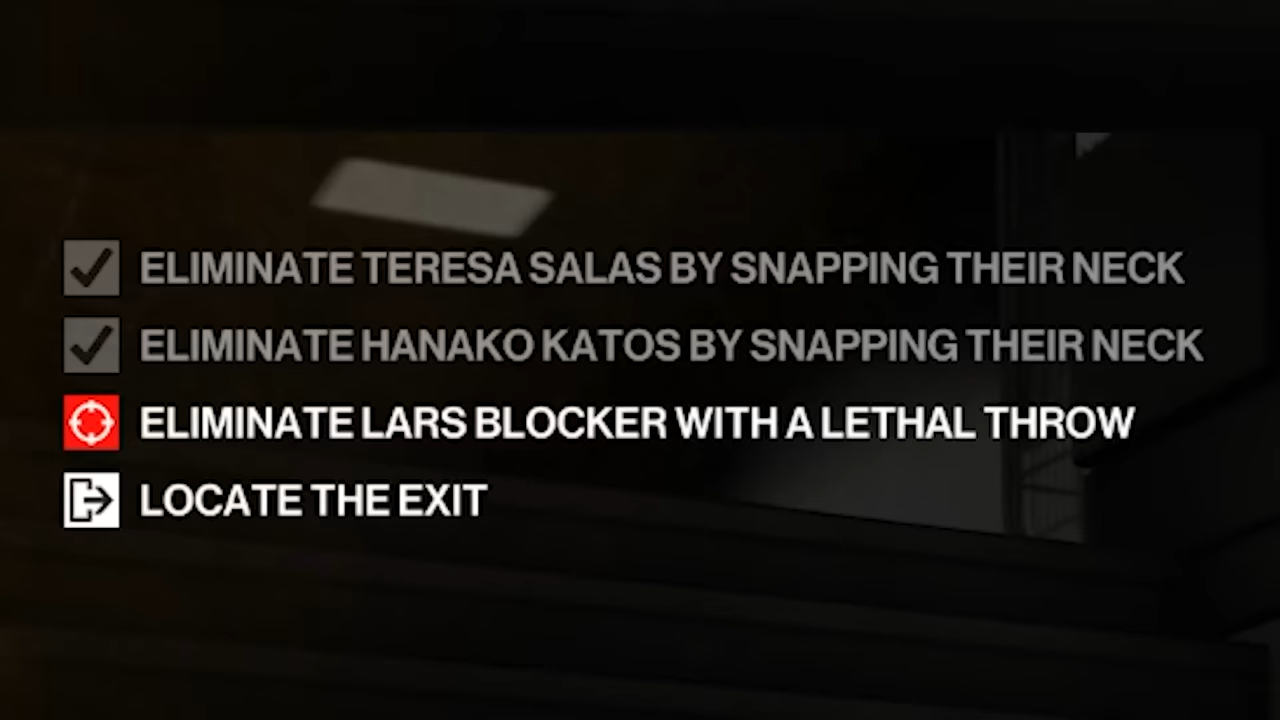 ELIMINATE TERESA SALAS BY SNAPPING THEIR NECK
ELIMINATE HANAKO KATOS BY SNAPPING THEIR NECK
ELIMINATE LARS BLOCKER WITH A LETHAL THROW
LOCATE THE EXIT